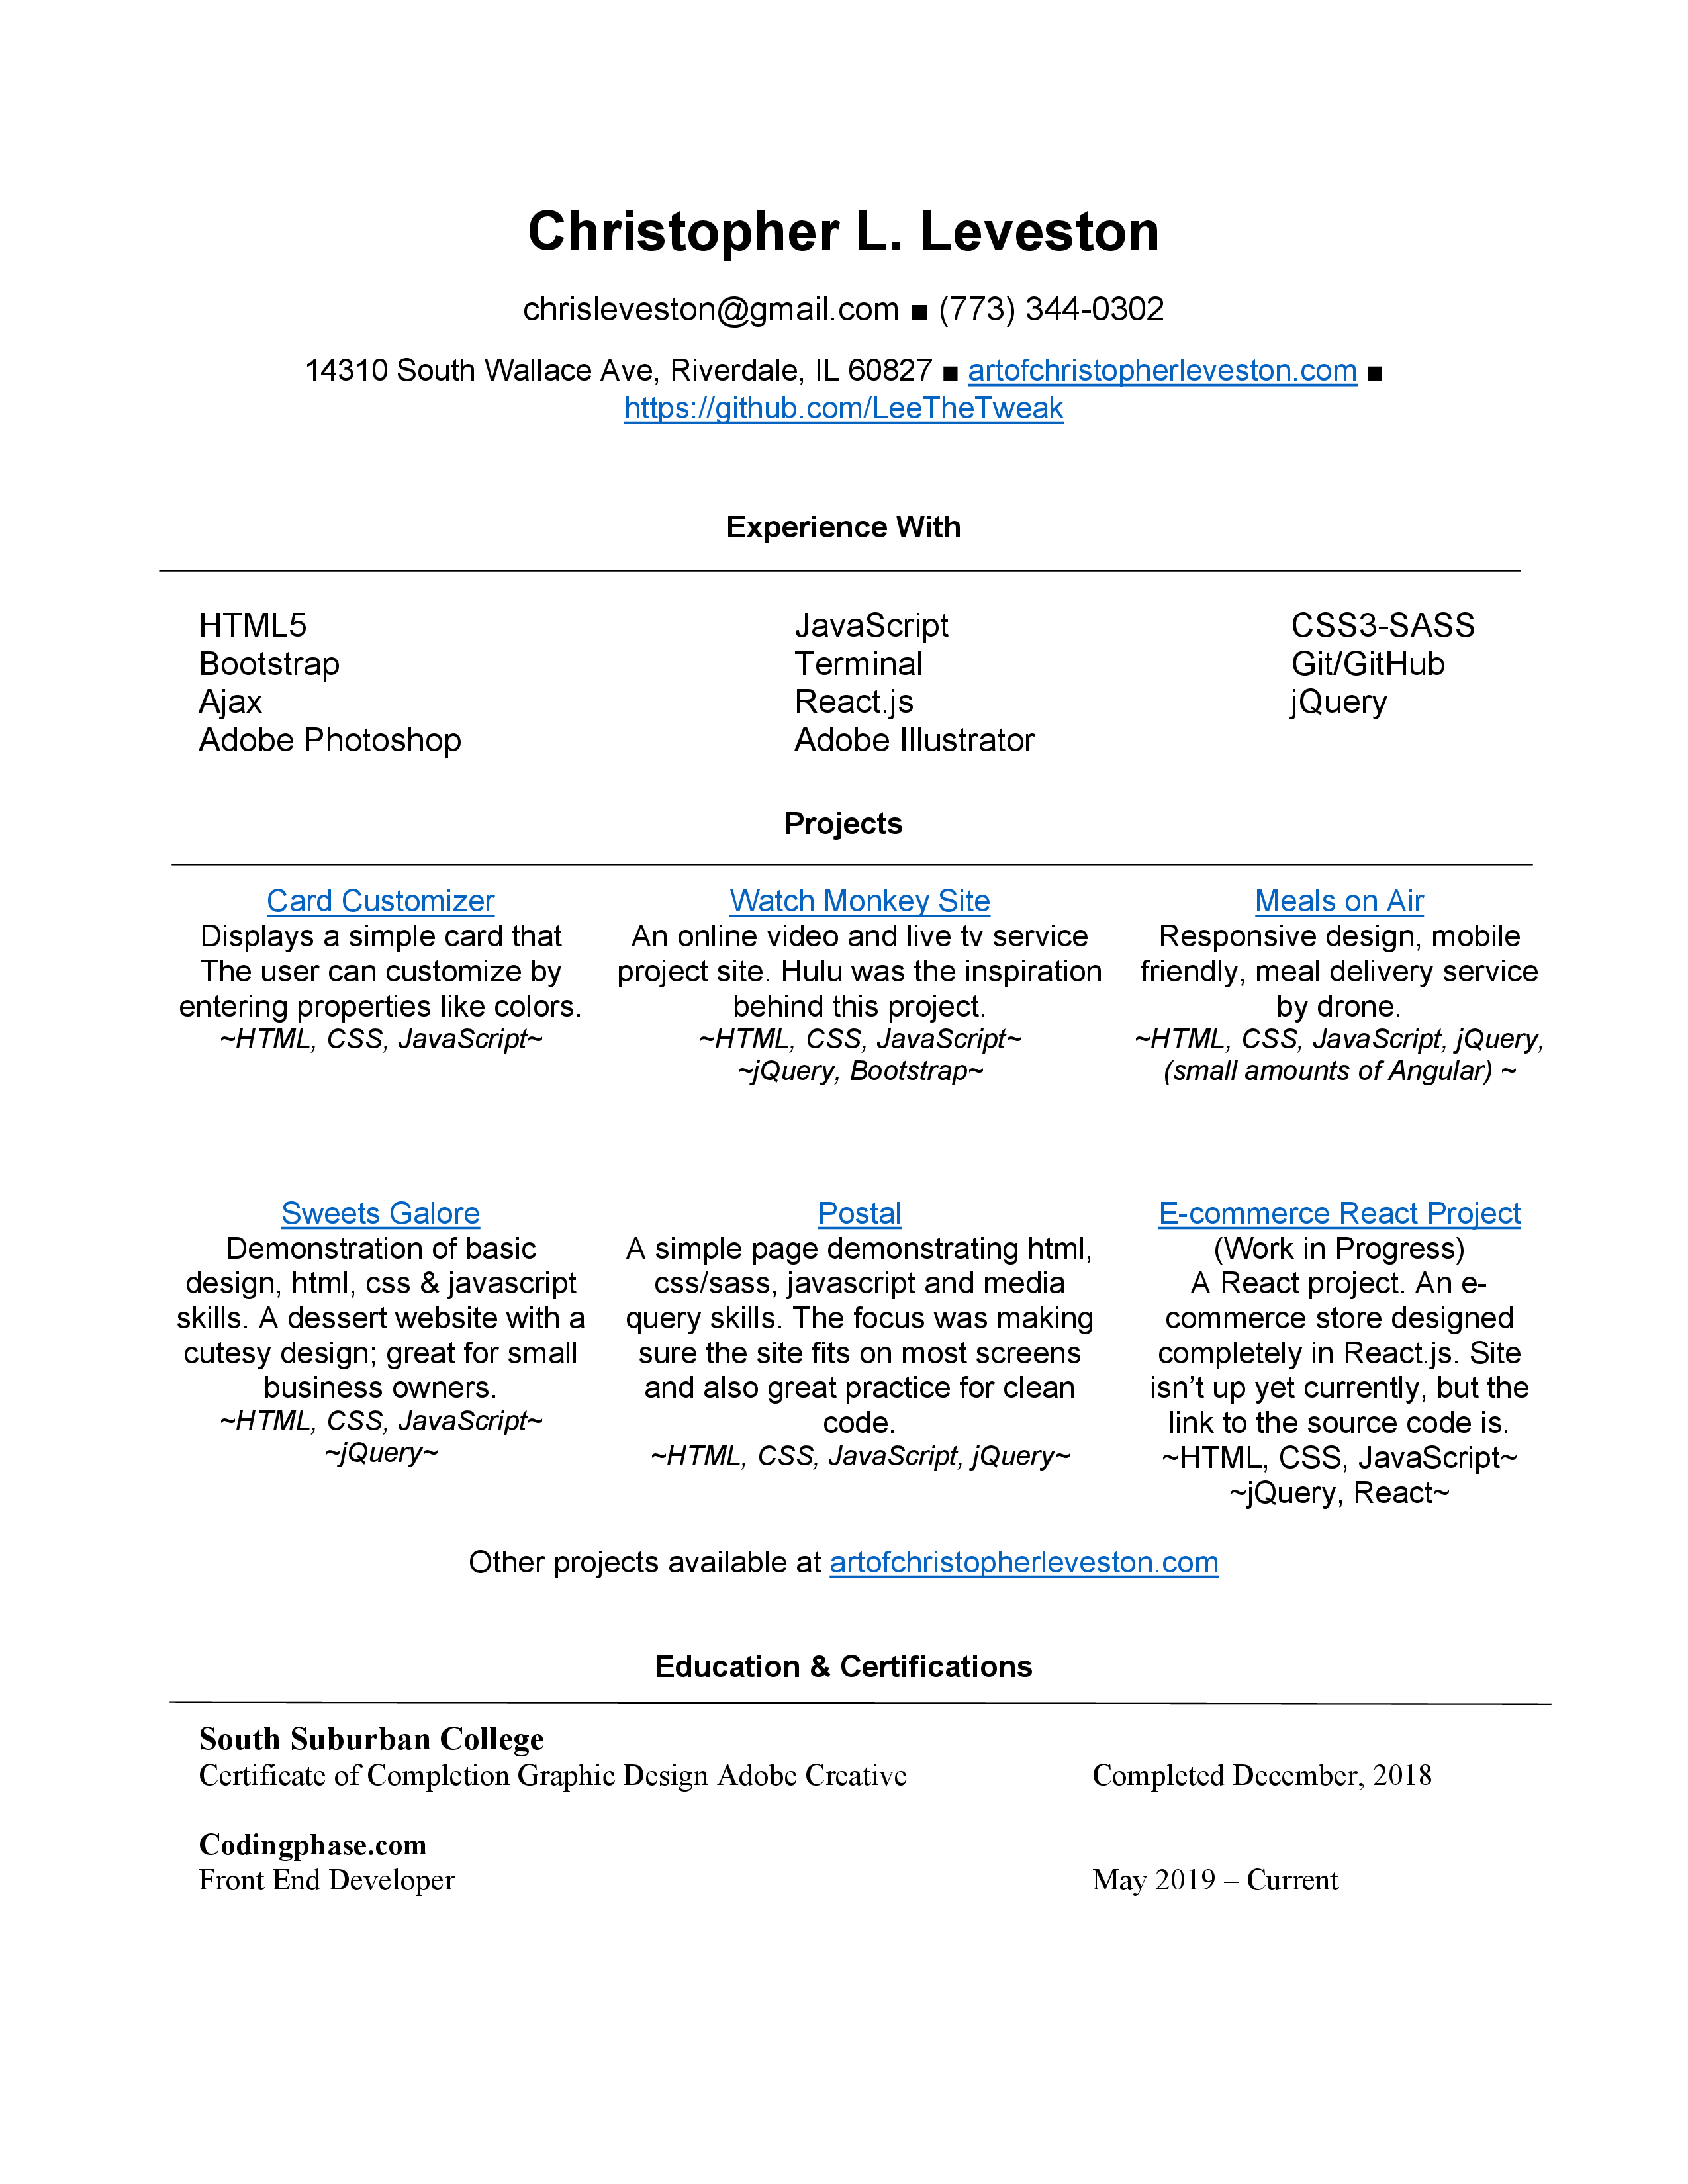 Christopher L. Leveston
chrisleveston@gmail.com ■ (773) 344-0302
14310 South Wallace Ave, Riverdale, IL 60827 ■ artofchristopherleveston.com ■
https://github.com/LeeTheTweak
Experience With
HTML5 JavaScript CSS3-SASS
Bootstrap Terminal Git/GitHub
Ajax React.js jQuery
Adobe Photoshop Adobe Illustrator
Projects
Card Customizer
Displays a simple card that
The user can customize by
entering properties like colors.
~HTML, CSS, JavaScript~
Watch Monkey Site
An online video and live tv service
project site. Hulu was the inspiration
behind this project.
~HTML, CSS, JavaScript~
~jQuery, Bootstrap~
Meals on Air
Responsive design, mobile
friendly, meal delivery service
by drone.
~HTML, CSS, JavaScript, jQuery,
(small amounts of Angular) ~
Sweets Galore
Demonstration of basic
design, html, css & javascript
skills. A dessert website with a
cutesy design; great for small
business owners.
~HTML, CSS, JavaScript~
~jQuery~
Postal
A simple page demonstrating html,
css/sass, javascript and media
query skills. The focus was making
sure the site fits on most screens
and also great practice for clean
code.
~HTML, CSS, JavaScript, jQuery~
E-commerce React Project
(Work in Progress)
A React project. An e-
commerce store designed
completely in React.js. Site
isn’t up yet currently, but the
link to the source code is.
~HTML, CSS, JavaScript~
~jQuery, React~
Other projects available at artofchristopherleveston.com
Education & Certifications
South Suburban College
Certificate of Completion Graphic Design Adobe Creative Completed December, 2018
Codingphase.com
Front End Developer May 2019 – Current